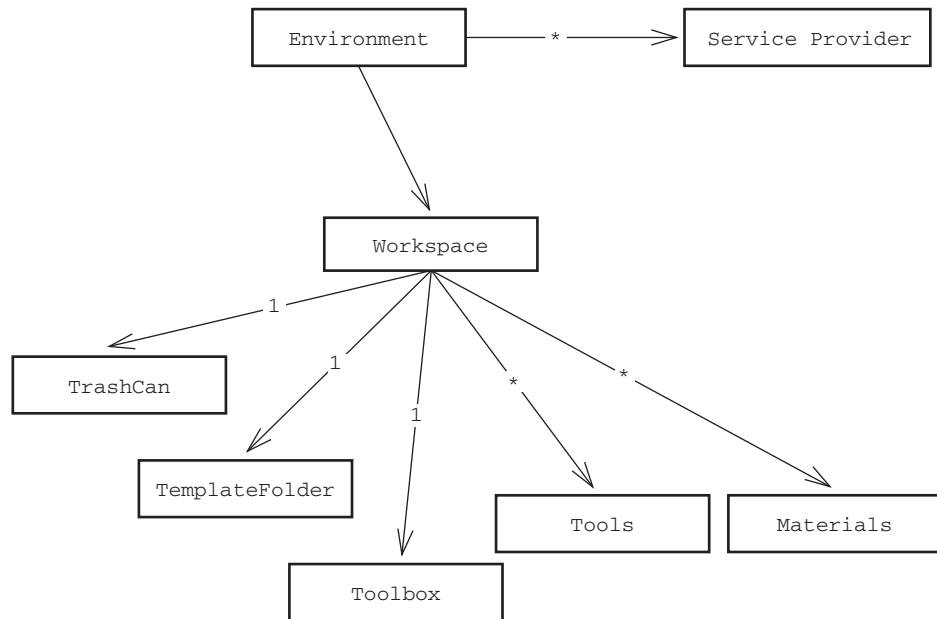 Environment
*
Service Provider
Workspace
1
TrashCan
1
TemplateFolder
1
Toolbox
*
Tools
*
Materials